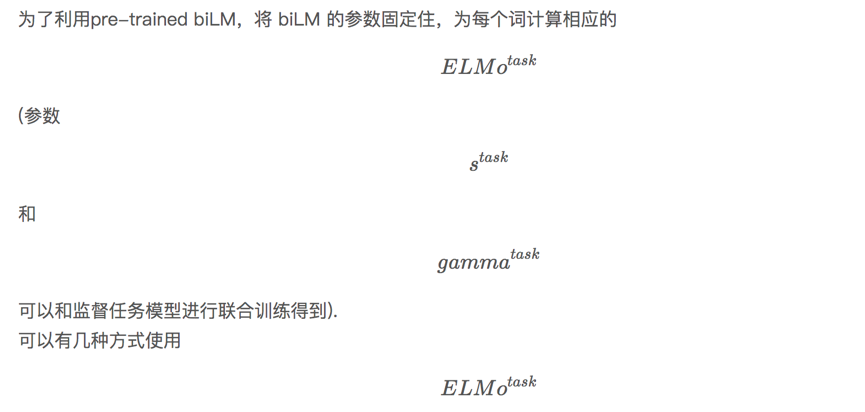 为了利用pre-trained biLM，将 biLM 的参数固定住，为每个词计算相应的
ELMo^{task}
(参数
s^{task}
和
gamma^{task}
可以和监督任务模型进行联合训练得到).
可以有几种方式使用
ELMo^{task}